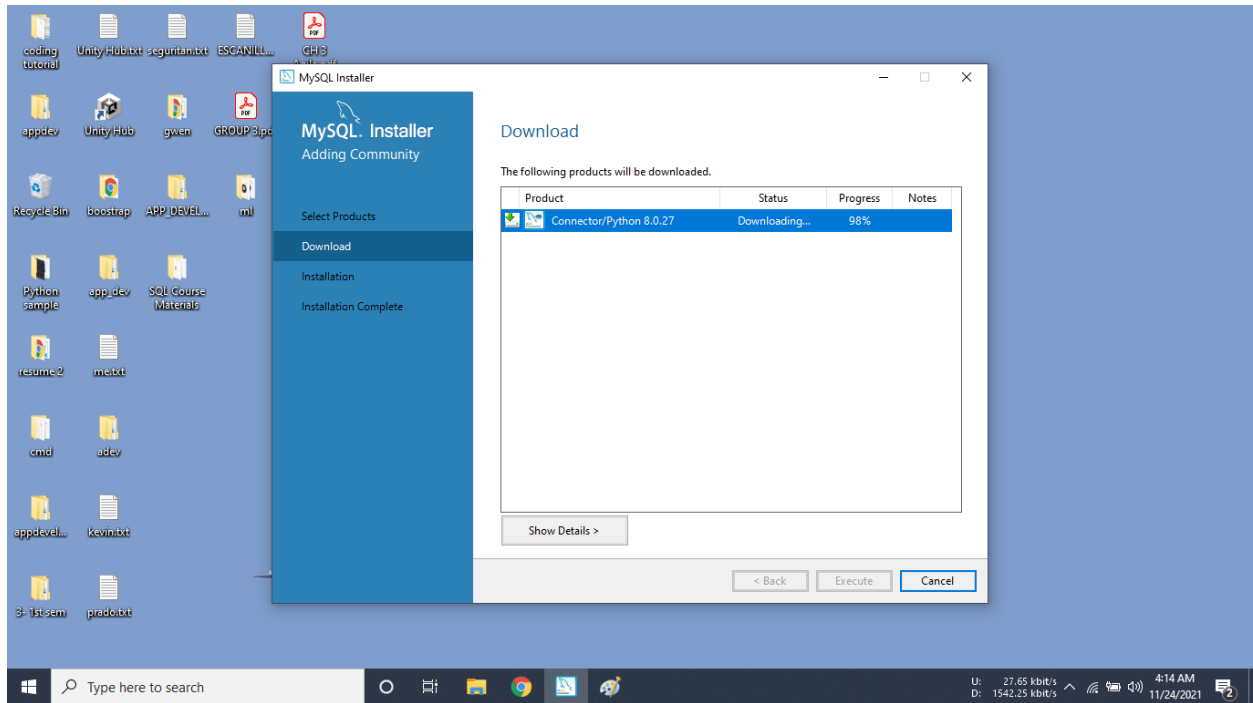 coding tutorial
Unity Hub.txt
seguritan.txt
ESCANILL...
CH 3
appdev
Unity Hub
gwen
GROUP 3.pd
Recycle Bin
boostrap
APP_DEVEL...
ml
Python sample
app_dev
SQL Course Materials
resume 2
me.txt
cmd
adev
appdevel...
kevin.txt
3- 1st sem
prado.txt
MySQL Installer
MySQL. Installer
Adding Community
Select Products
Download
Installation
Installation Complete
Download
The following products will be downloaded.
Product Status Progress Notes
Connector/Python 8.0.27 Downloading... 98%
Show Details >
< Back Execute Cancel
Type here to search
U: 27.65 kbit/s
D: 1542.25 kbit/s
4:14 AM
11/24/2021
2